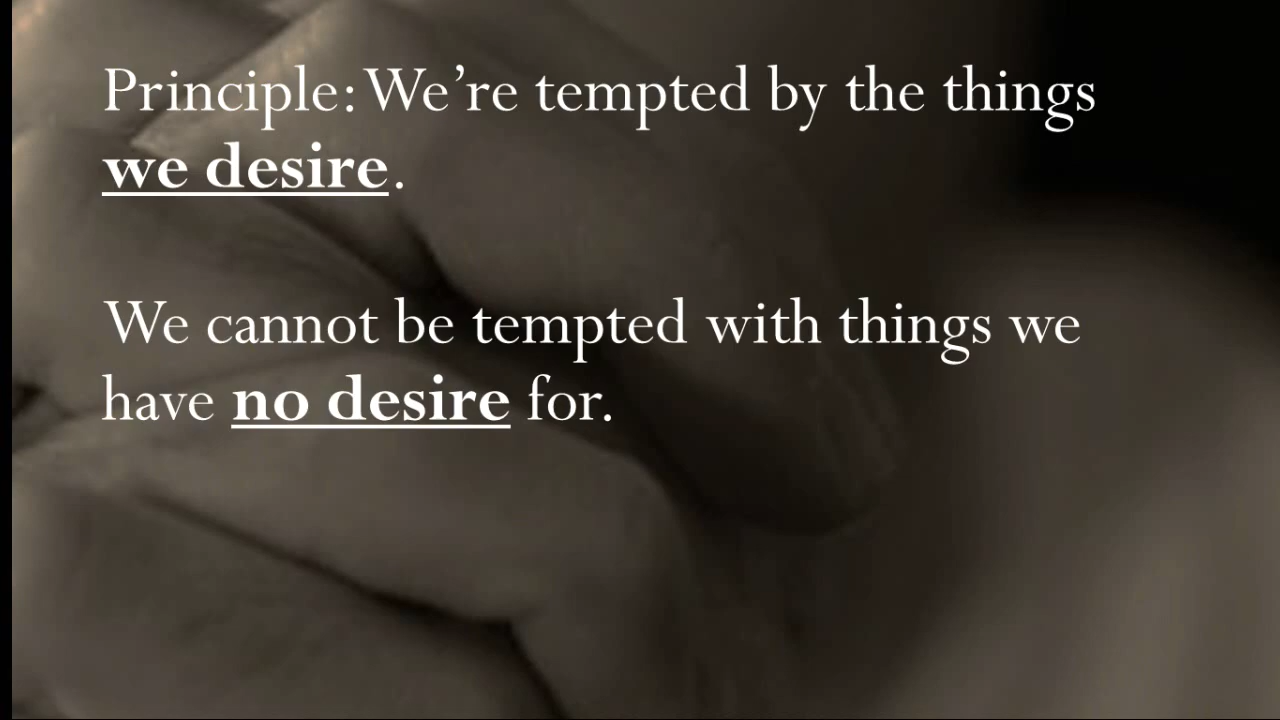 Principle: We’re tempted by the things
we desire.
We cannot be tempted with things we
have no desire for.